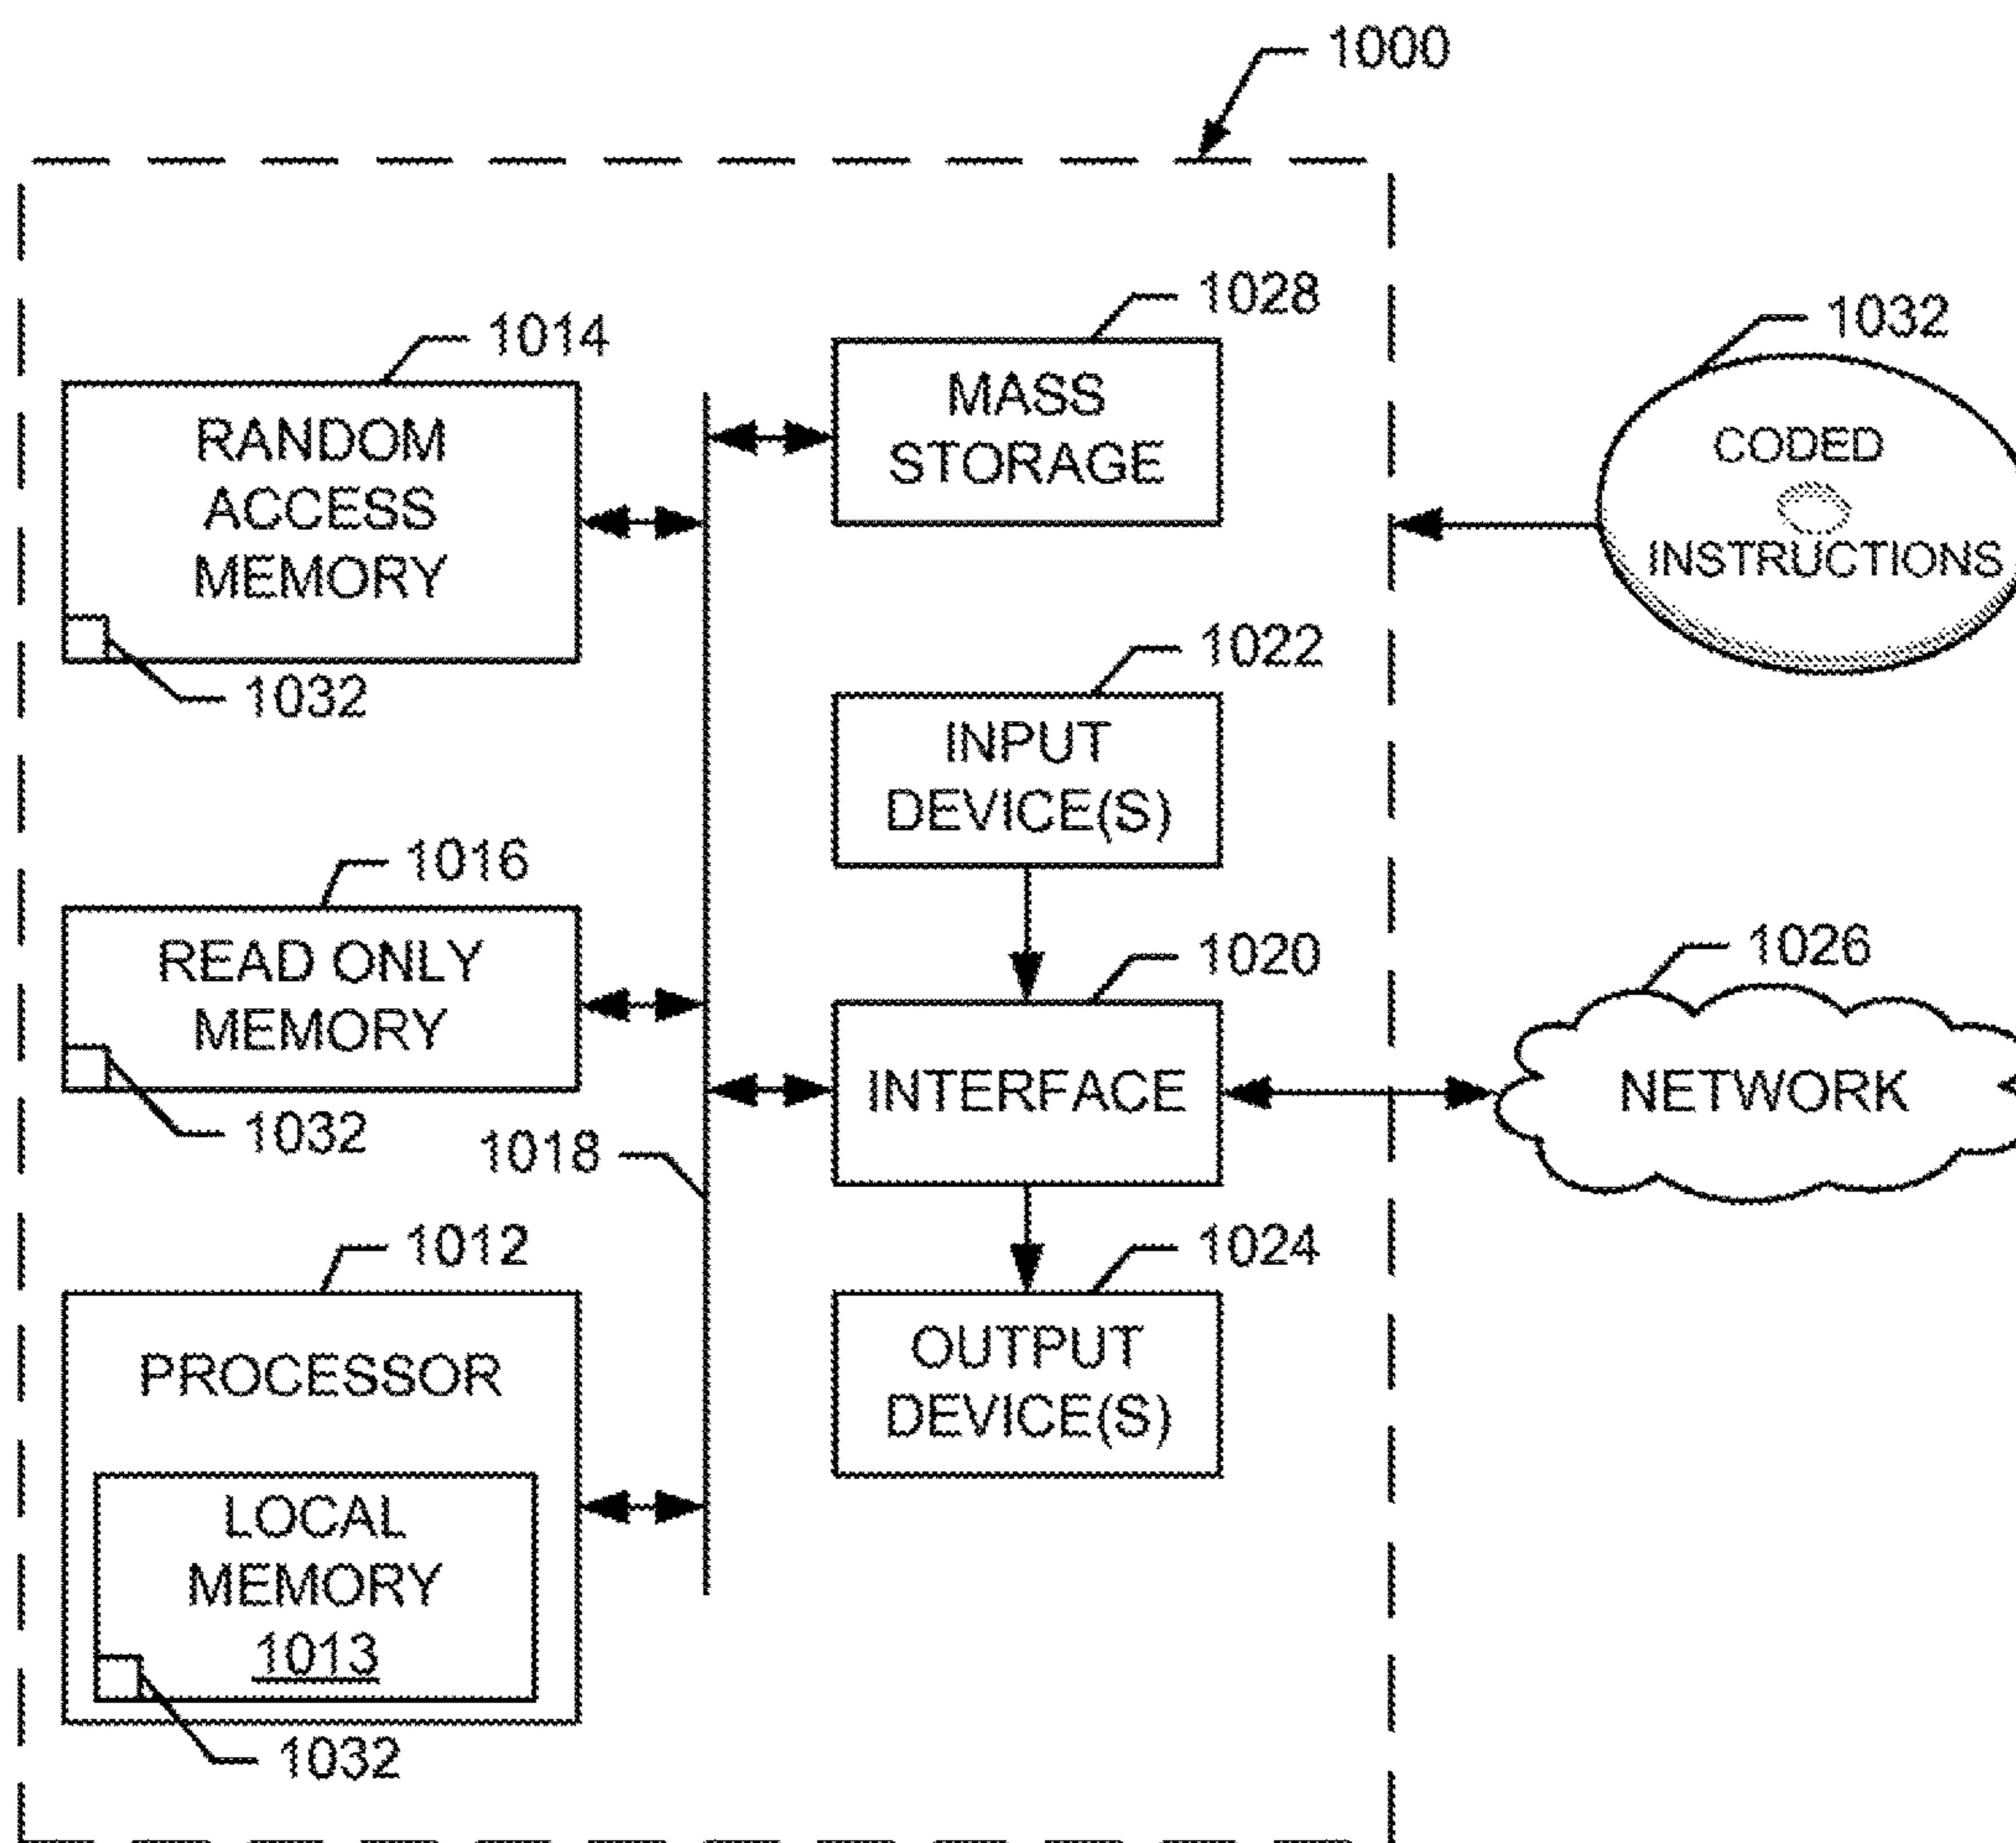 1000
1028
1014
1032
MASS
STORAGE
RANDOM
ACCESS
MEMORY
CODED
INSTRUCTIONS
1022
1032
INPUT
DEVICE(S)
1016
1020
1026
READ ONLY
MEMORY
INTERFACE
NETWORK
1032
1018
1012
1024
PROCESSOR
OUTPUT
DEVICE(S)
LOCAL
MEMORY
1013
1032